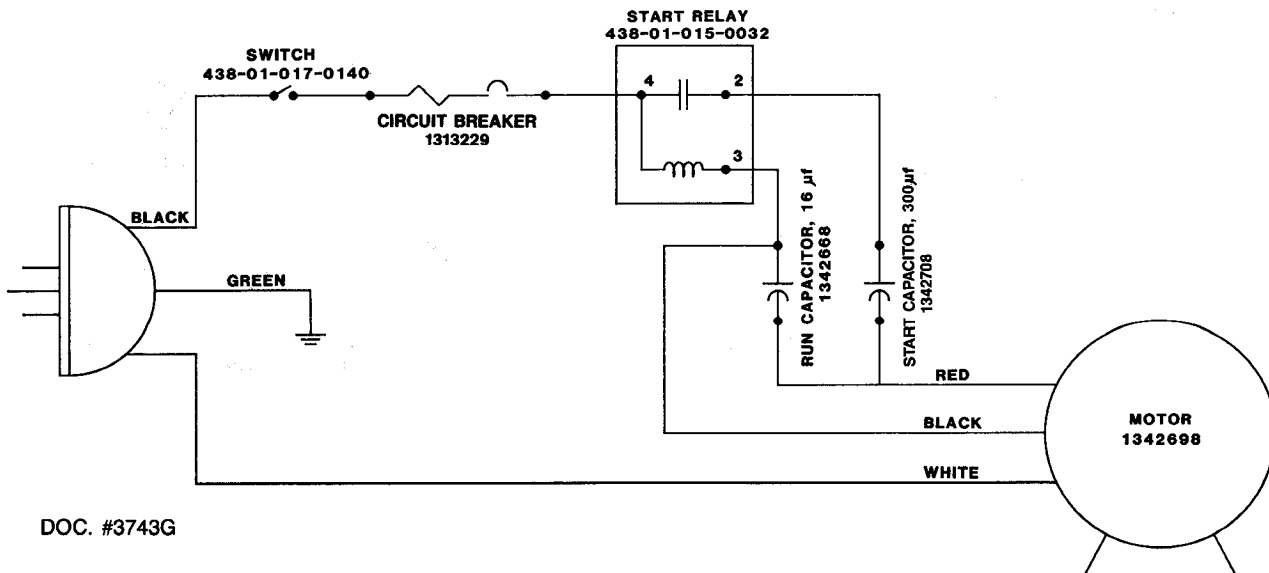 START RELAY
438-01-015-0032
SWITCH
438-01-017-0140
4
2
CIRCUIT BREAKER
1313229
3
BLACK
GREEN
RUN CAPACITOR, 16 µf
1342668
START CAPACITOR, 300µf
1342708
RED
BLACK
MOTOR
1342698
WHITE
DOC. #3743G